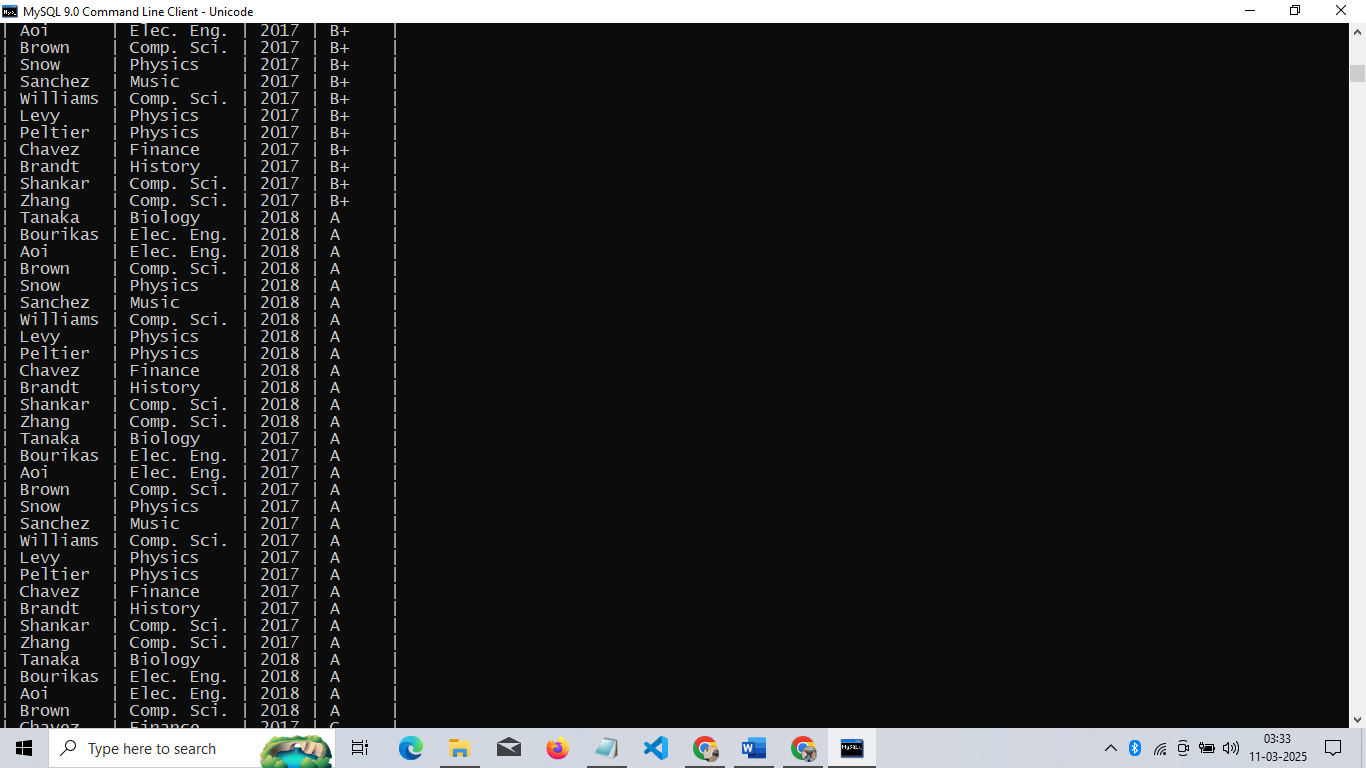 MySQL 9.0 Command Line Client - Unicode
| Aoi | Elec. Eng. | 2017 | B+ |
| Brown | Comp. Sci. | 2017 | B+ |
| Snow | Physics | 2017 | B+ |
| Sanchez | Music | 2017 | B+ |
| Williams | Comp. Sci. | 2017 | B+ |
| Levy | Physics | 2017 | B+ |
| Peltier | Physics | 2017 | B+ |
| Chavez | Finance | 2017 | B+ |
| Brandt | History | 2017 | B+ |
| Shankar | Comp. Sci. | 2017 | B+ |
| Zhang | Comp. Sci. | 2017 | B+ |
| Tanaka | Biology | 2018 | A |
| Bourikas | Elec. Eng. | 2018 | A |
| Aoi | Elec. Eng. | 2018 | A |
| Brown | Comp. Sci. | 2018 | A |
| Snow | Physics | 2018 | A |
| Sanchez | Music | 2018 | A |
| Williams | Comp. Sci. | 2018 | A |
| Levy | Physics | 2018 | A |
| Peltier | Physics | 2018 | A |
| Chavez | Finance | 2018 | A |
| Brandt | History | 2018 | A |
| Shankar | Comp. Sci. | 2018 | A |
| Zhang | Comp. Sci. | 2018 | A |
| Tanaka | Biology | 2017 | A |
| Bourikas | Elec. Eng. | 2017 | A |
| Aoi | Elec. Eng. | 2017 | A |
| Brown | Comp. Sci. | 2017 | A |
| Snow | Physics | 2017 | A |
| Sanchez | Music | 2017 | A |
| Williams | Comp. Sci. | 2017 | A |
| Levy | Physics | 2017 | A |
| Peltier | Physics | 2017 | A |
| Chavez | Finance | 2017 | A |
| Brandt | History | 2017 | A |
| Shankar | Comp. Sci. | 2017 | A |
| Zhang | Comp. Sci. | 2017 | A |
| Tanaka | Biology | 2018 | A |
| Bourikas | Elec. Eng. | 2018 | A |
| Aoi | Elec. Eng. | 2018 | A |
| Brown | Comp. Sci. | 2018 | A |
| Chavez | Finance | 2017 |
Type here to search
03:33
11-03-2025